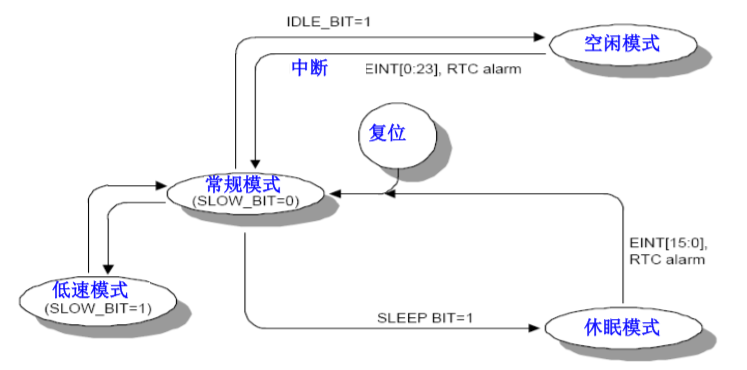 IDLE_BIT=1
空闲模式
中断 EINT[0:23], RTC alarm
复位
常规模式
(SLOW_BIT=0)
EINT[15:0],
RTC alarm
低速模式
(SLOW_BIT=1)
SLEEP BIT=1
休眠模式